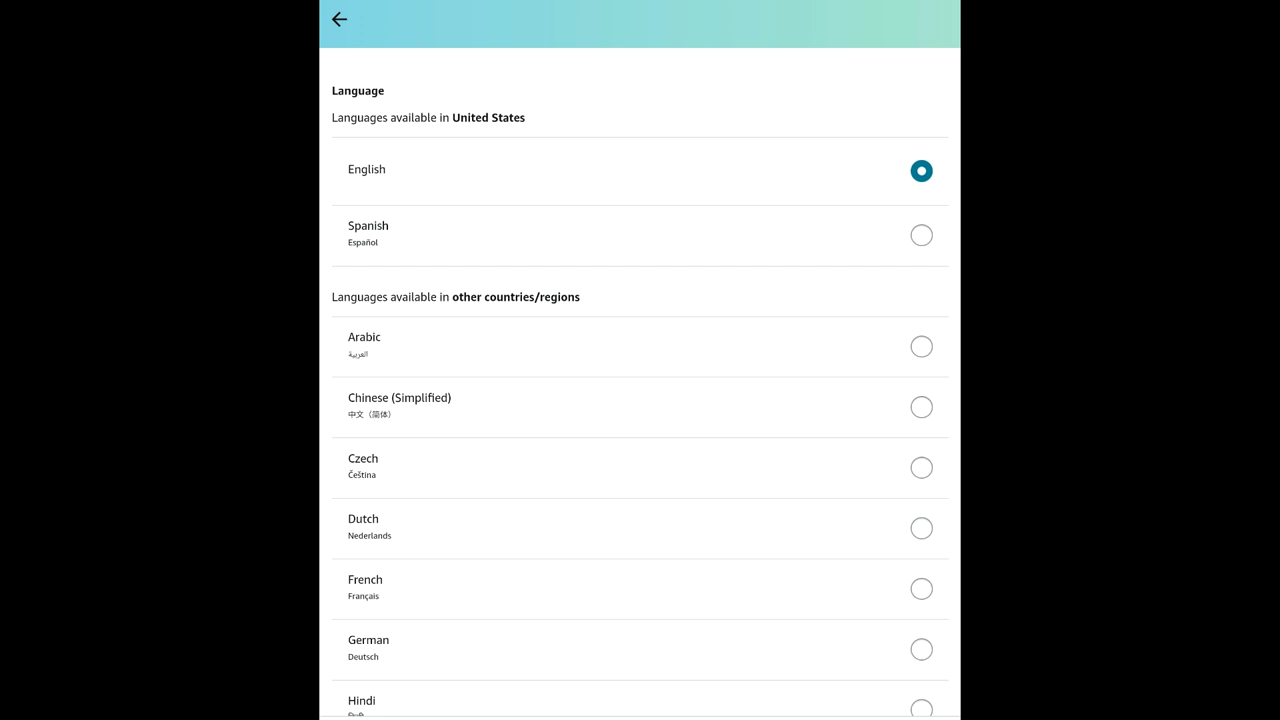 Language
Languages available in United States
English
Spanish
Español
Languages available in other countries/regions
Arabic
العربية
Chinese (Simplified)
中文（简体）
Czech
Čeština
Dutch
Nederlands
French
Français
German
Deutsch
Hindi